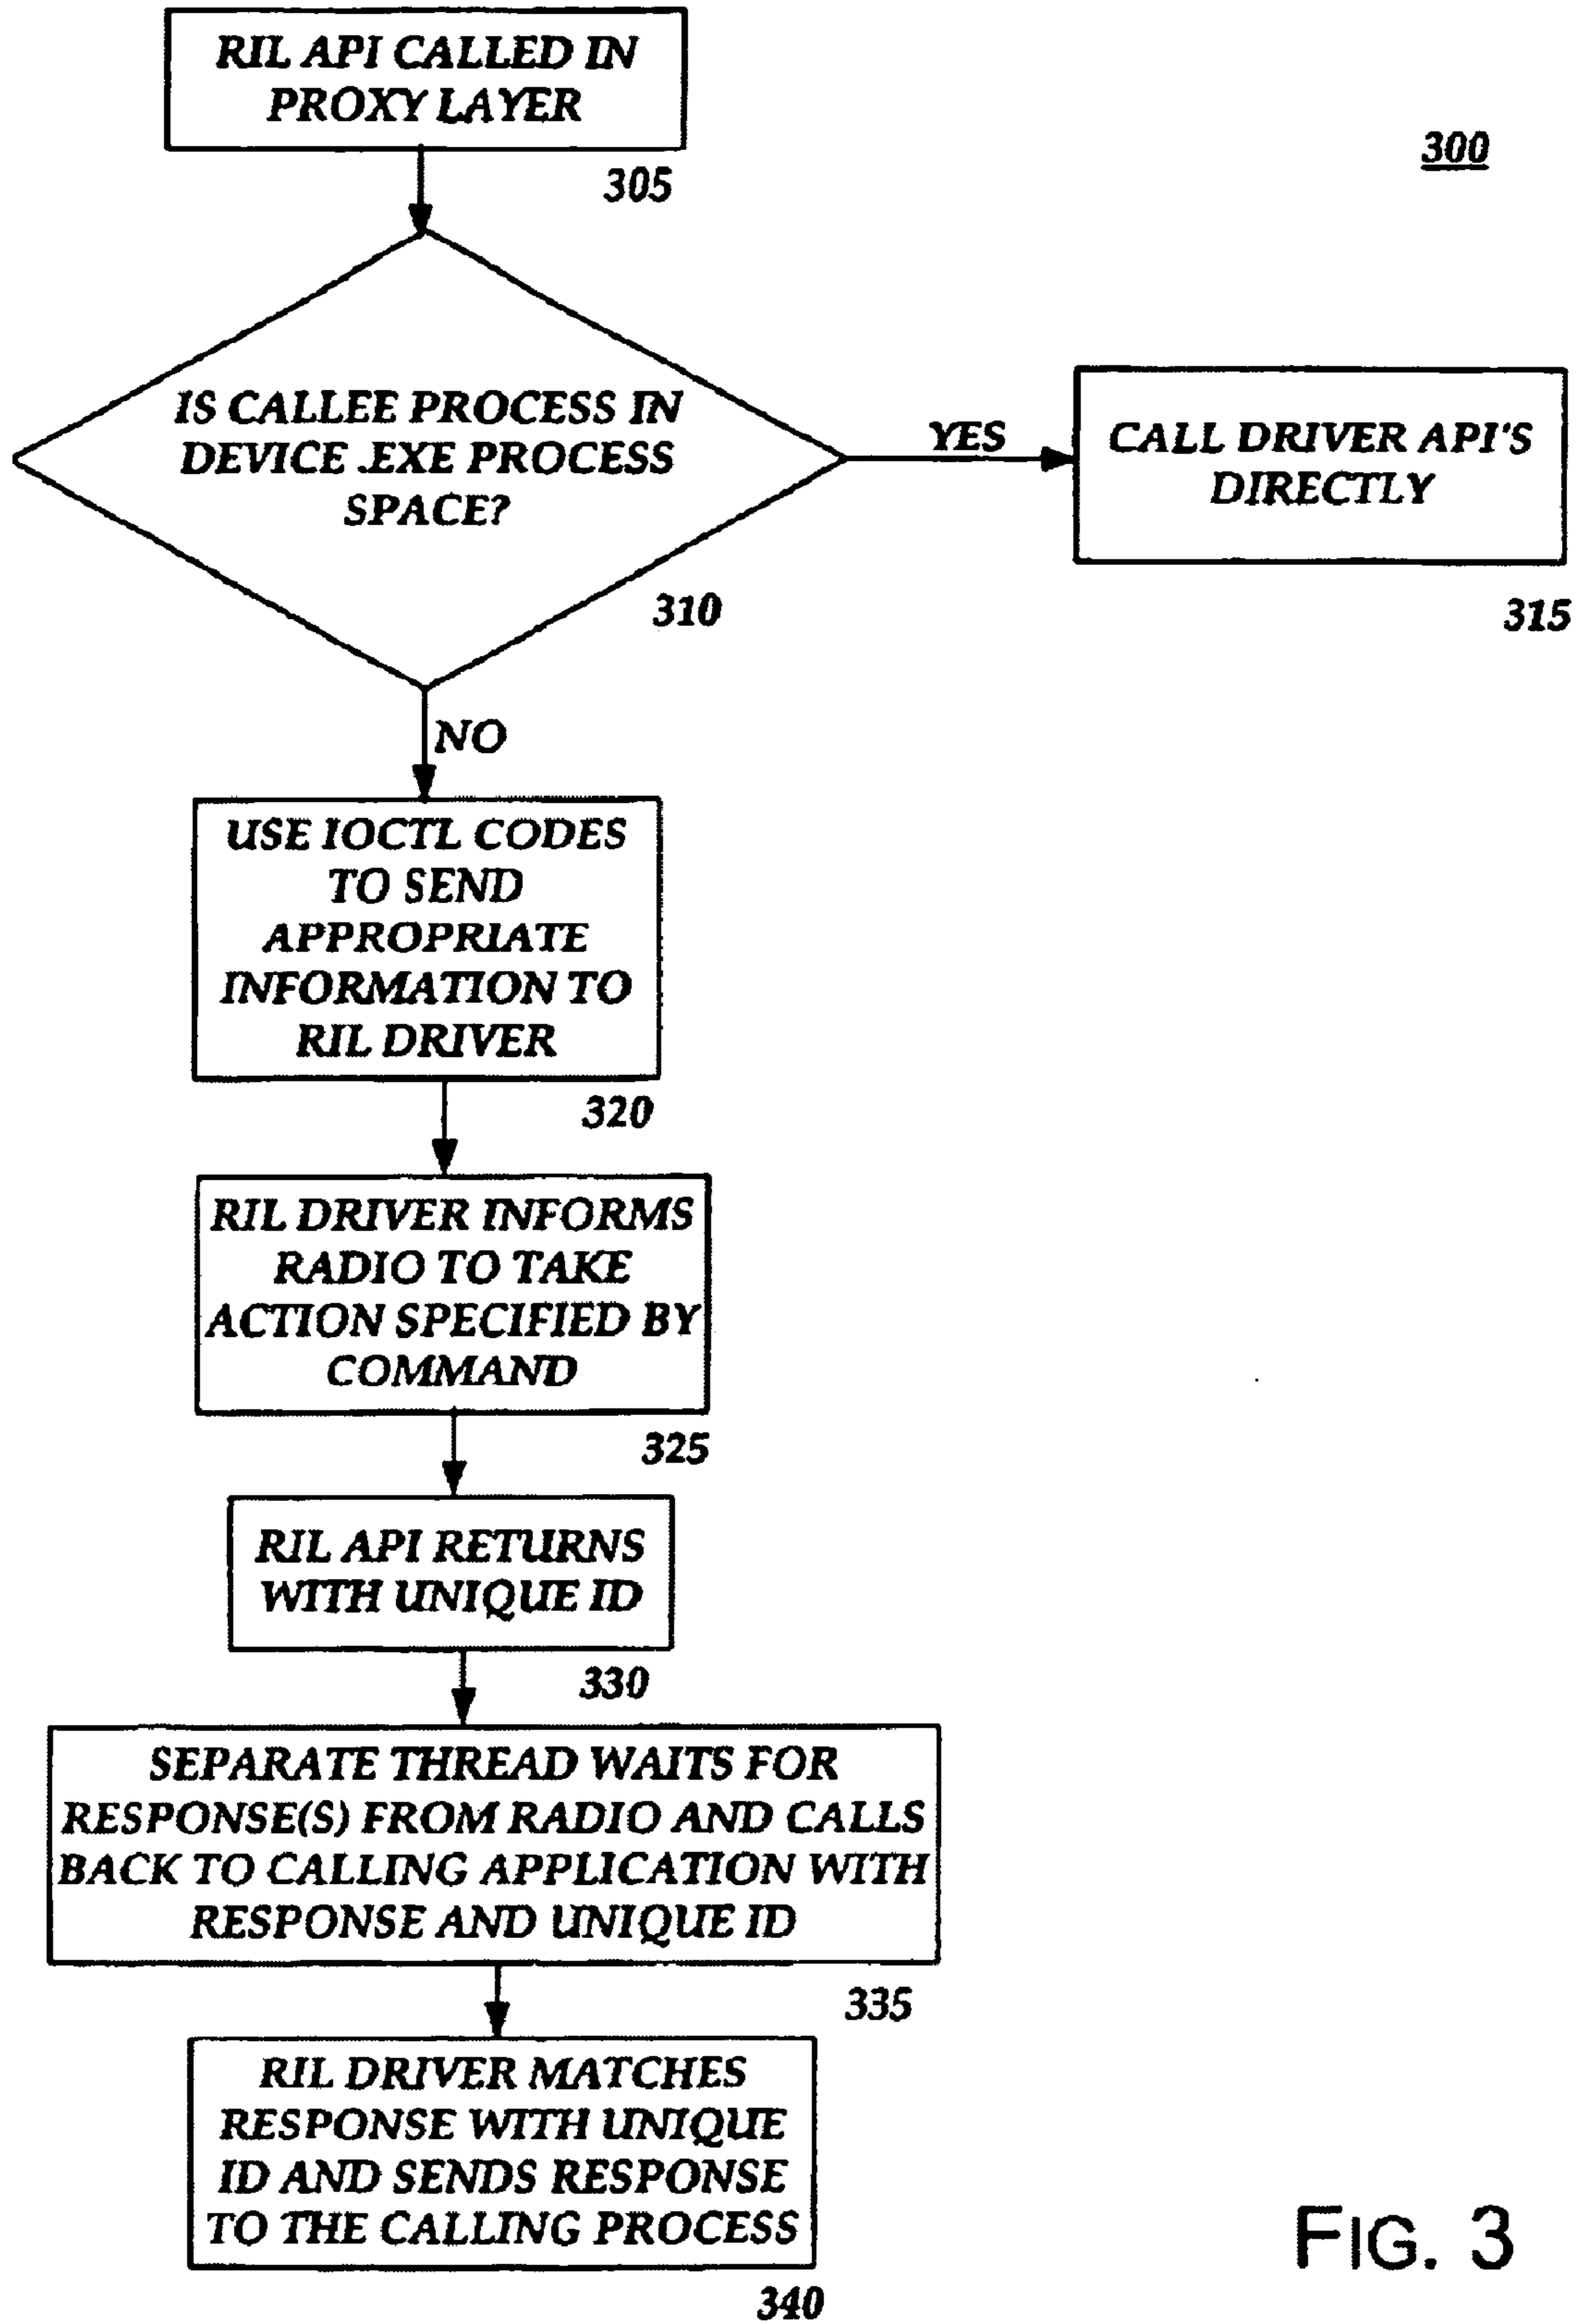 RIL API CALLED IN
PROXY LAYER
305
300
IS CALLEE PROCESS IN
DEVICE .EXE PROCESS
SPACE?
310
YES
CALL DRIVER API'S
DIRECTLY
315
NO
USE IOCTL CODES
TO SEND
APPROPRIATE
INFORMATION TO
RIL DRIVER
320
RIL DRIVER INFORMS
RADIO TO TAKE
ACTION SPECIFIED BY
COMMAND
325
RIL API RETURNS
WITH UNIQUE ID
330
SEPARATE THREAD WAITS FOR
RESPONSE(S) FROM RADIO AND CALLS
BACK TO CALLING APPLICATION WITH
RESPONSE AND UNIQUE ID
335
RIL DRIVER MATCHES
RESPONSE WITH UNIQUE
ID AND SENDS RESPONSE
TO THE CALLING PROCESS
340
FIG. 3